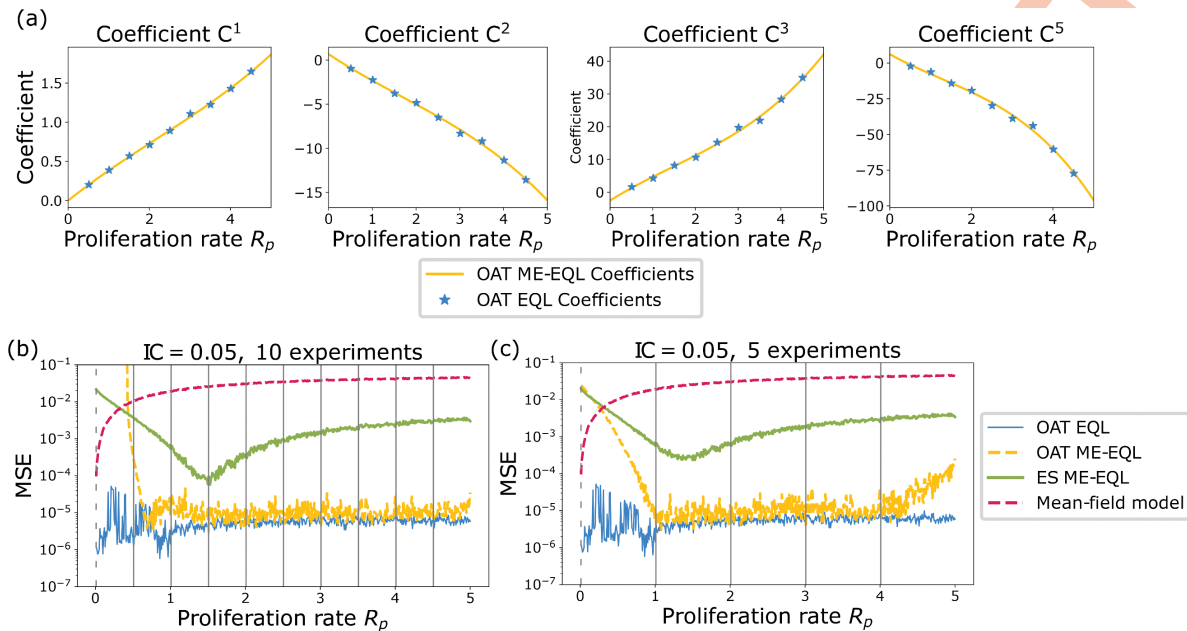 (a)
Coefficient C¹
Coefficient C²
Coefficient C³
Coefficient C⁵
Coefficient
1.5
1.0
0.5
0.0
0 2 4
Proliferation rate Rₚ
0
−5
−10
−15
0 1 2 3 4 5
Proliferation rate Rₚ
Coefficient
40
30
20
10
0
0 1 2 3 4 5
Proliferation rate Rₚ
0
−25
−50
−75
−100
0 2 4
Proliferation rate Rₚ
OAT ME-EQL Coefficients
OAT EQL Coefficients
(b)
IC = 0.05, 10 experiments
MSE
10⁻¹
10⁻²
10⁻³
10⁻⁴
10⁻⁵
10⁻⁶
10⁻⁷
0 1 2 3 4 5
Proliferation rate Rₚ
(c)
IC = 0.05, 5 experiments
MSE
10⁻¹
10⁻²
10⁻³
10⁻⁴
10⁻⁵
10⁻⁶
10⁻⁷
0 1 2 3 4 5
Proliferation rate Rₚ
OAT EQL
OAT ME-EQL
ES ME-EQL
Mean-field model